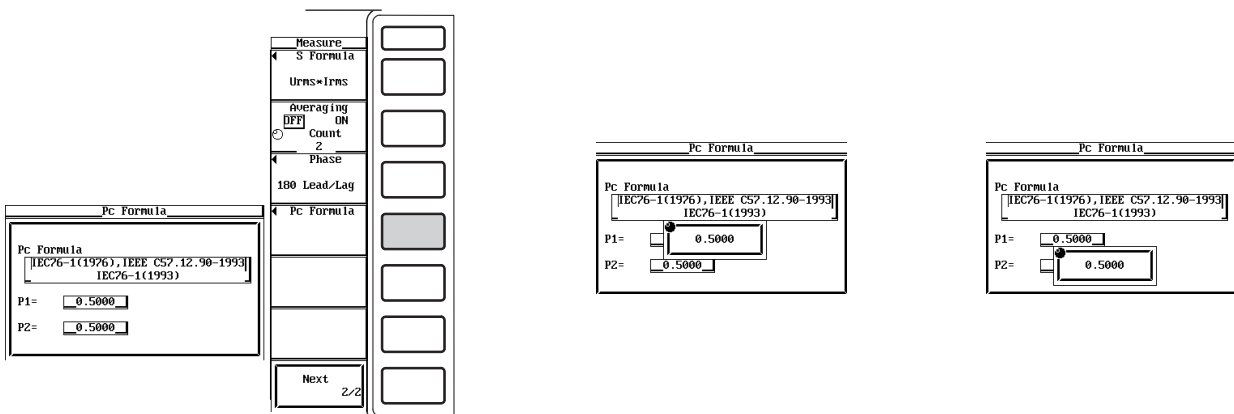 Measure
S Formula
Urms*Irms
Averaging
OFF ON
Count
2
Phase
180 Lead/Lag
Pc Formula
Next
2/2
Pc Formula
Pc Formula
IEC76-1(1976),IEEE C57.12.90-1993
IEC76-1(1993)
P1= 0.5000
P2= 0.5000
Pc Formula
Pc Formula
IEC76-1(1976),IEEE C57.12.90-1993
IEC76-1(1993)
P1= 0.5000
P2= 0.5000
Pc Formula
Pc Formula
IEC76-1(1976),IEEE C57.12.90-1993
IEC76-1(1993)
P1= 0.5000
P2= 0.5000